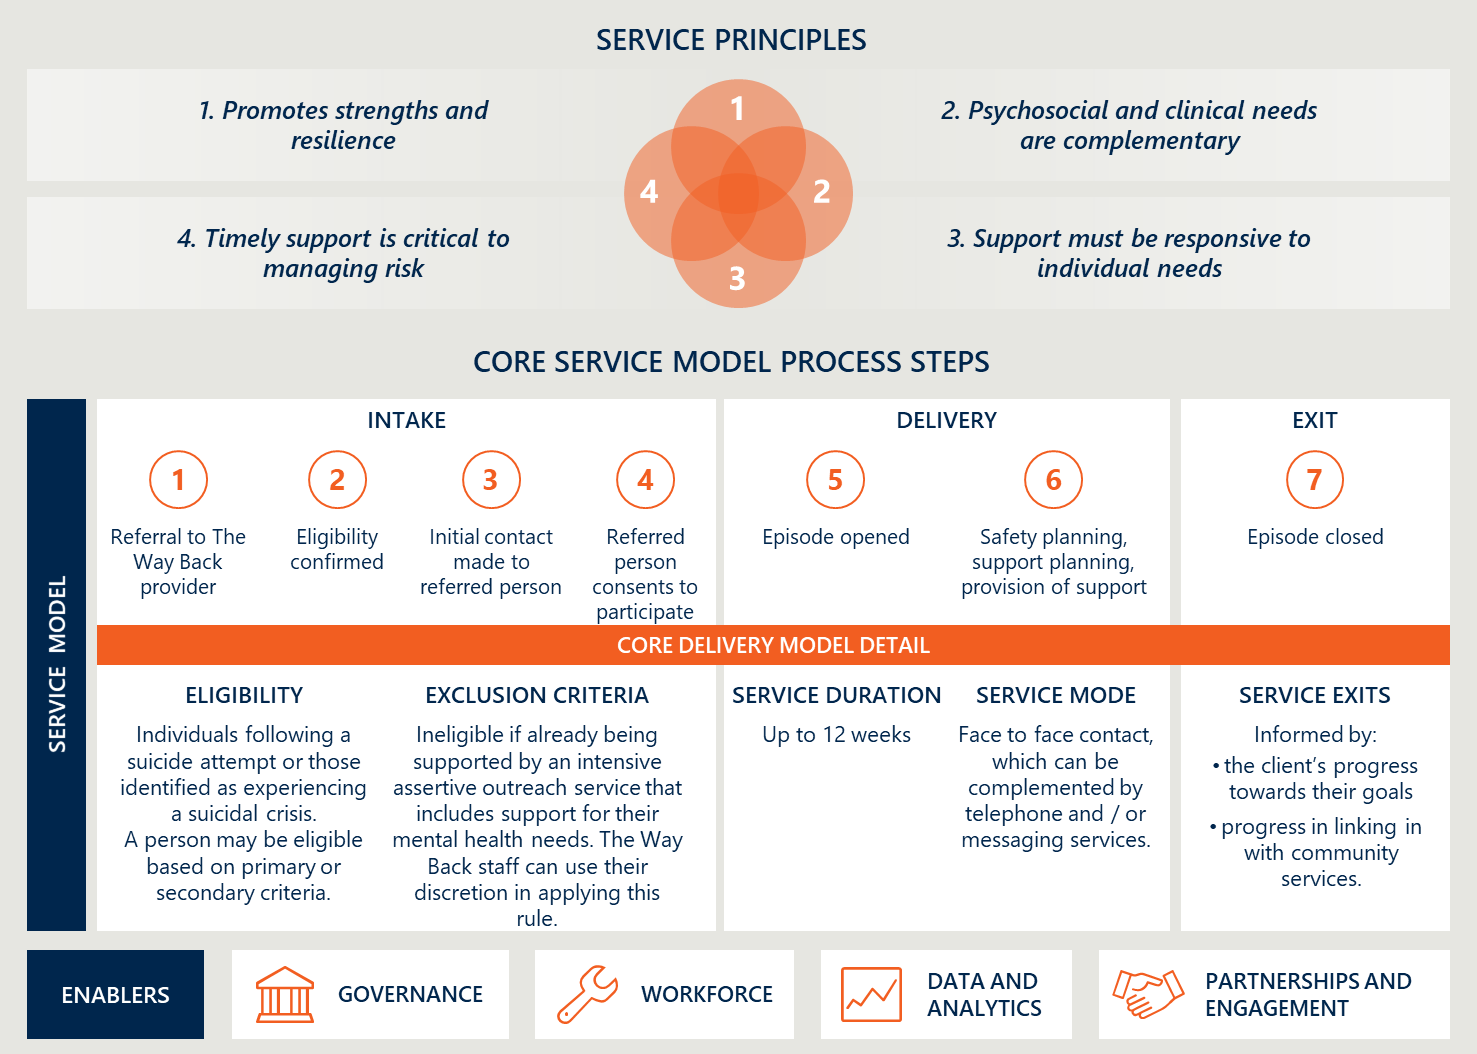 SERVICE PRINCIPLES
1. Promotes strengths and
resilience
2. Psychosocial and clinical needs
are complementary
4. Timely support is critical to
managing risk
3. Support must be responsive to
individual needs
1
2
3
4
CORE SERVICE MODEL PROCESS STEPS
SERVICE MODEL
INTAKE
1
Referral to The
Way Back
provider
2
Eligibility
confirmed
3
Initial contact
made to
referred person
4
Referred
person
consents to
participate
DELIVERY
5
Episode opened
6
Safety planning,
support planning,
provision of support
EXIT
7
Episode closed
CORE DELIVERY MODEL DETAIL
ELIGIBILITY
Individuals following a
suicide attempt or those
identified as experiencing
a suicidal crisis.
A person may be eligible
based on primary or
secondary criteria.
EXCLUSION CRITERIA
Ineligible if already being
supported by an intensive
assertive outreach service that
includes support for their
mental health needs. The Way
Back staff can use their
discretion in applying this
rule.
SERVICE DURATION
Up to 12 weeks
SERVICE MODE
Face to face contact,
which can be
complemented by
telephone and / or
messaging services.
SERVICE EXITS
Informed by:
• the client's progress
towards their goals
• progress in linking in
with community
services.
ENABLERS
GOVERNANCE
WORKFORCE
DATA AND
ANALYTICS
PARTNERSHIPS AND
ENGAGEMENT